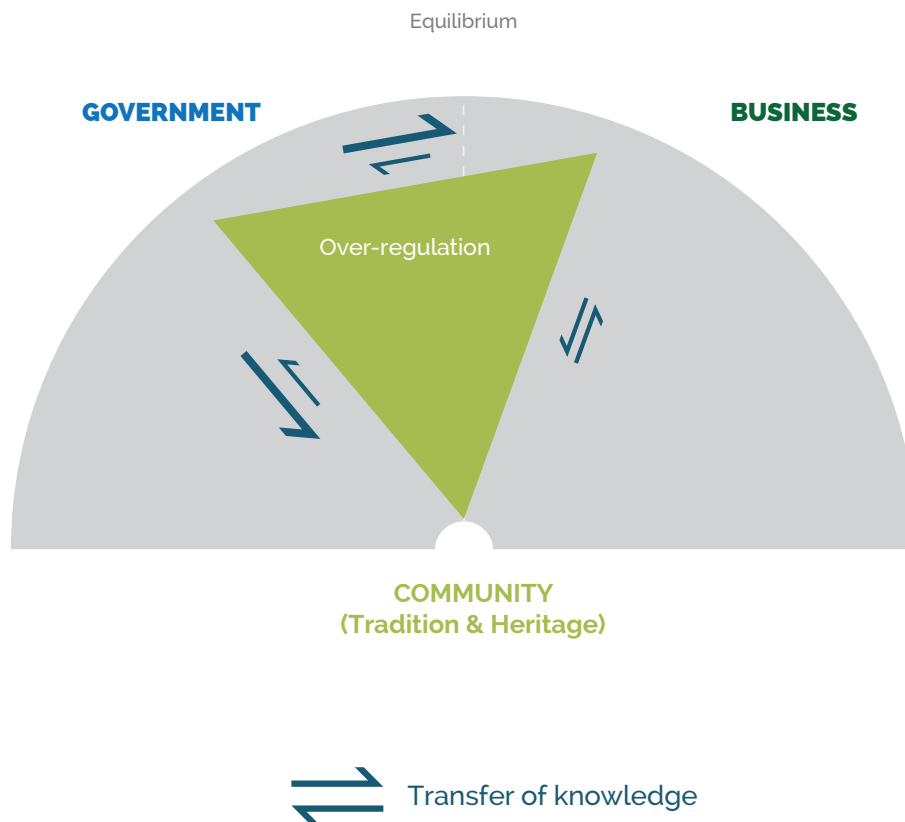 Equilibrium
GOVERNMENT
BUSINESS
Over-regulation
COMMUNITY
(Tradition & Heritage)
Transfer of knowledge